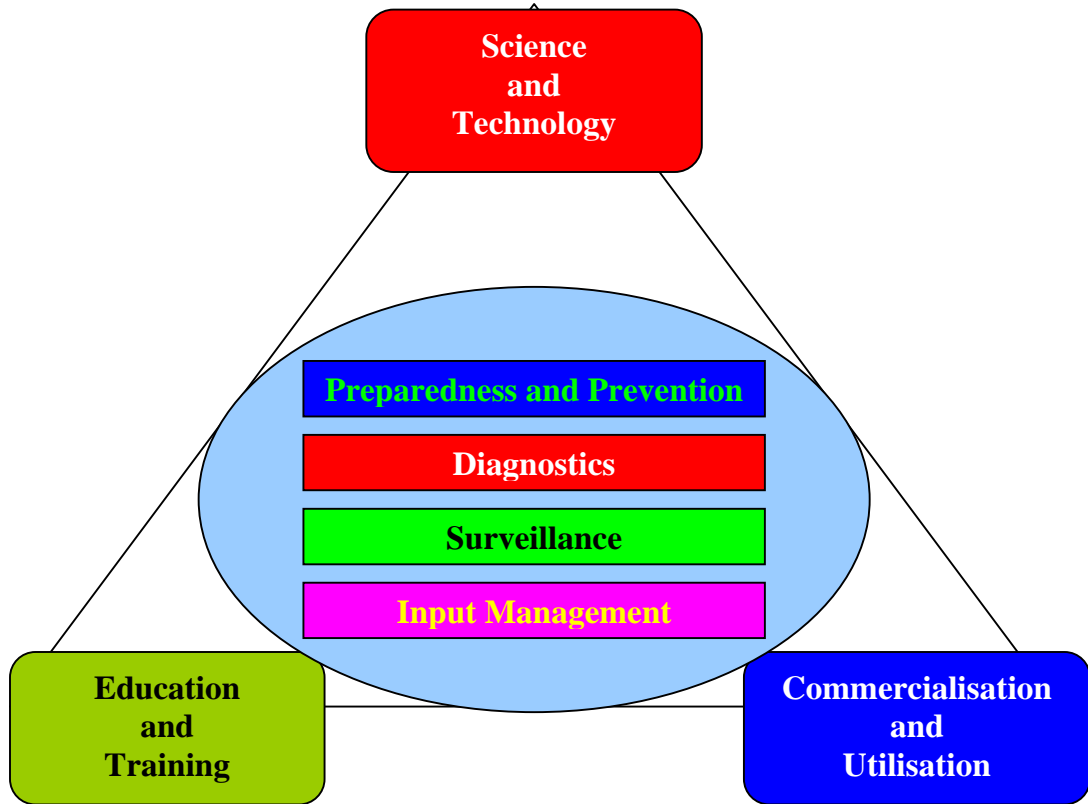 Science
and
Technology
Preparedness and Prevention
Diagnostics
Surveillance
Input Management
Education
and
Training
Commercialisation
and
Utilisation